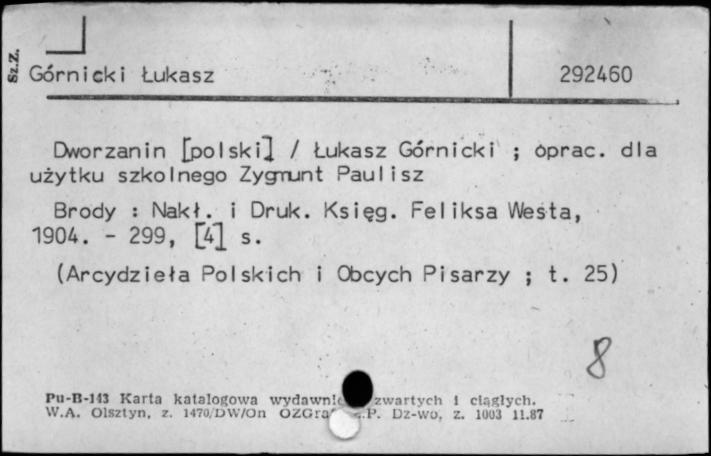 Sz.Z.
Górnicki Łukasz 292460
Dworzanin [polski] / Łukasz Górnicki ; oprac. dla
użytku szkolnego Zygmunt Paulisz
Brody : Nakł. i Druk. Księg. Feliksa Westa,
1904. - 299, [4] s.
(Arcydzieła Polskich i Obcych Pisarzy ; t. 25)
8
Pu-B-143 Karta katalogowa zwartych i ciągłych.
W.A. Olsztyn, z. 1470/DW/On Dz-wo, z. 1003 11.87